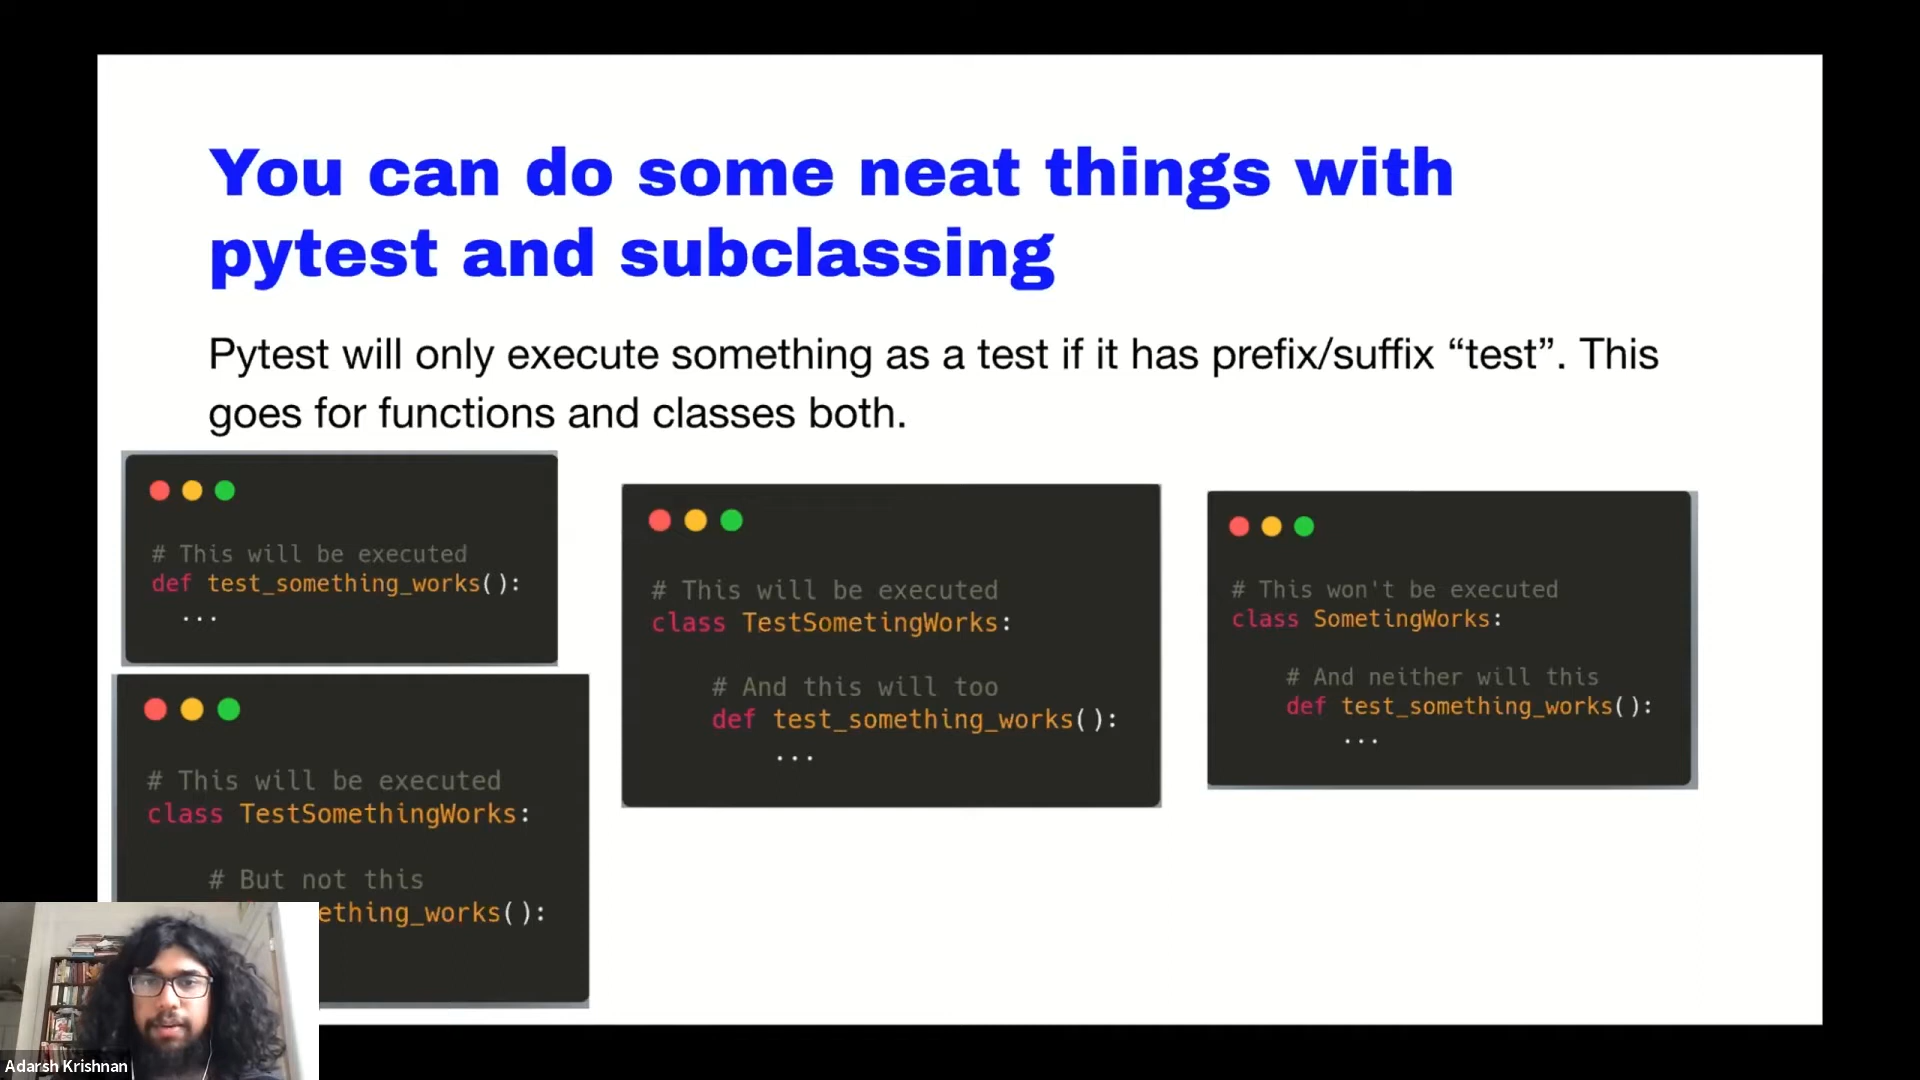 You can do some neat things with
pytest and subclassing
Pytest will only execute something as a test if it has prefix/suffix “test”. This
goes for functions and classes both.
# This will be executed
def test_something_works():
...
# This will be executed
class TestSomethingWorks:
# But not this
ething_works():
# This will be executed
class TestSometingWorks:
# And this will too
def test_something_works():
...
# This won't be executed
class SometingWorks:
# And neither will this
def test_something_works():
...
Adarsh Krishnan